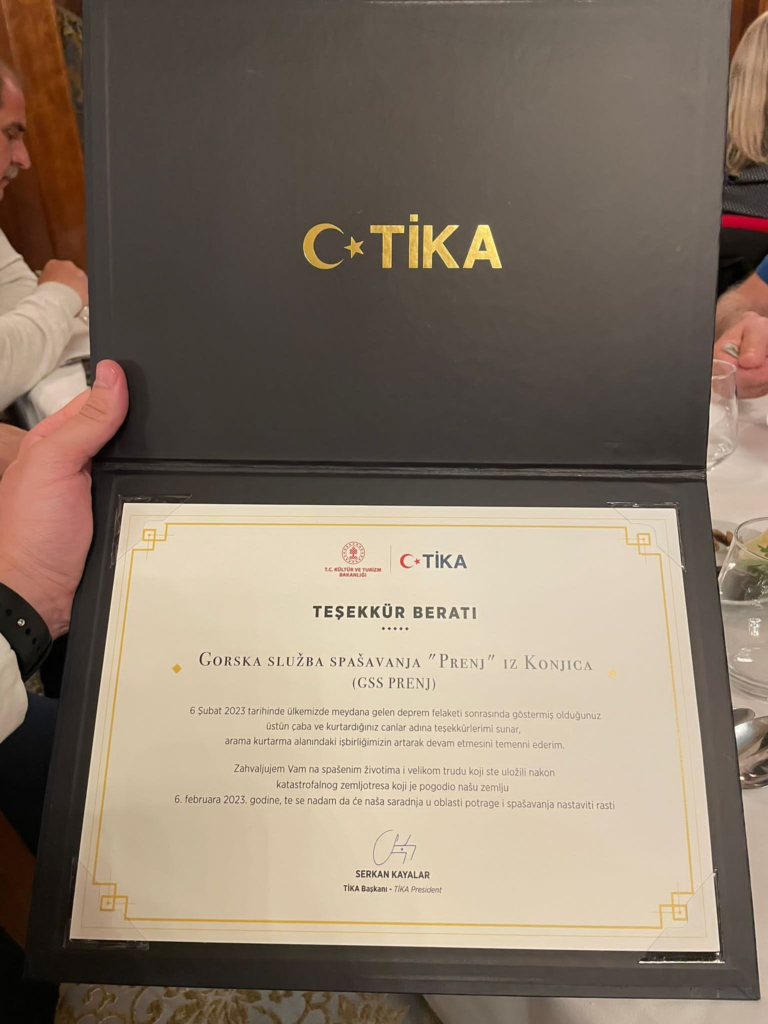 TİKA
T.C. KÜLTÜR VE TURİZM
BAKANLIĞI
TİKA
TEŞEKKÜR BERATI
GORSKA SLUŽBA SPAŠAVANJA "PRENJ" IZ KONJICA
(GSS PRENJ)
6 Şubat 2023 tarihinde ülkemizde meydana gelen deprem felaketi sonrasında göstermiş olduğunuz
üstün çaba ve kurtardığınız canlar adına teşekkürlerimi sunar,
arama kurtarma alanındaki işbirliğimizin artarak devam etmesini temenni ederim.
Zahvaljujem Vam na spašenim životima i velikom trudu koji ste uložili nakon
katastrofalnog zemljotresa koji je pogodio našu zemlju
6. februara 2023. godine, te se nadam da će naša saradnja u oblasti potrage i spašavanja nastaviti rasti
SERKAN KAYALAR
TİKA Başkanı - TİKA President